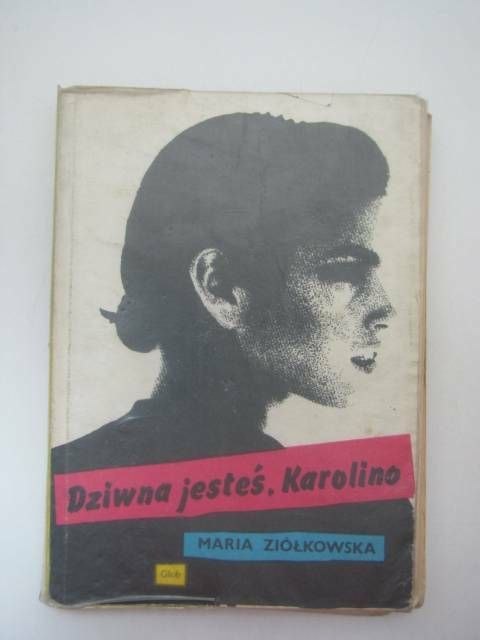 Dziwna jesteś, Karolino
MARIA ZIÓŁKOWSKA
Glob